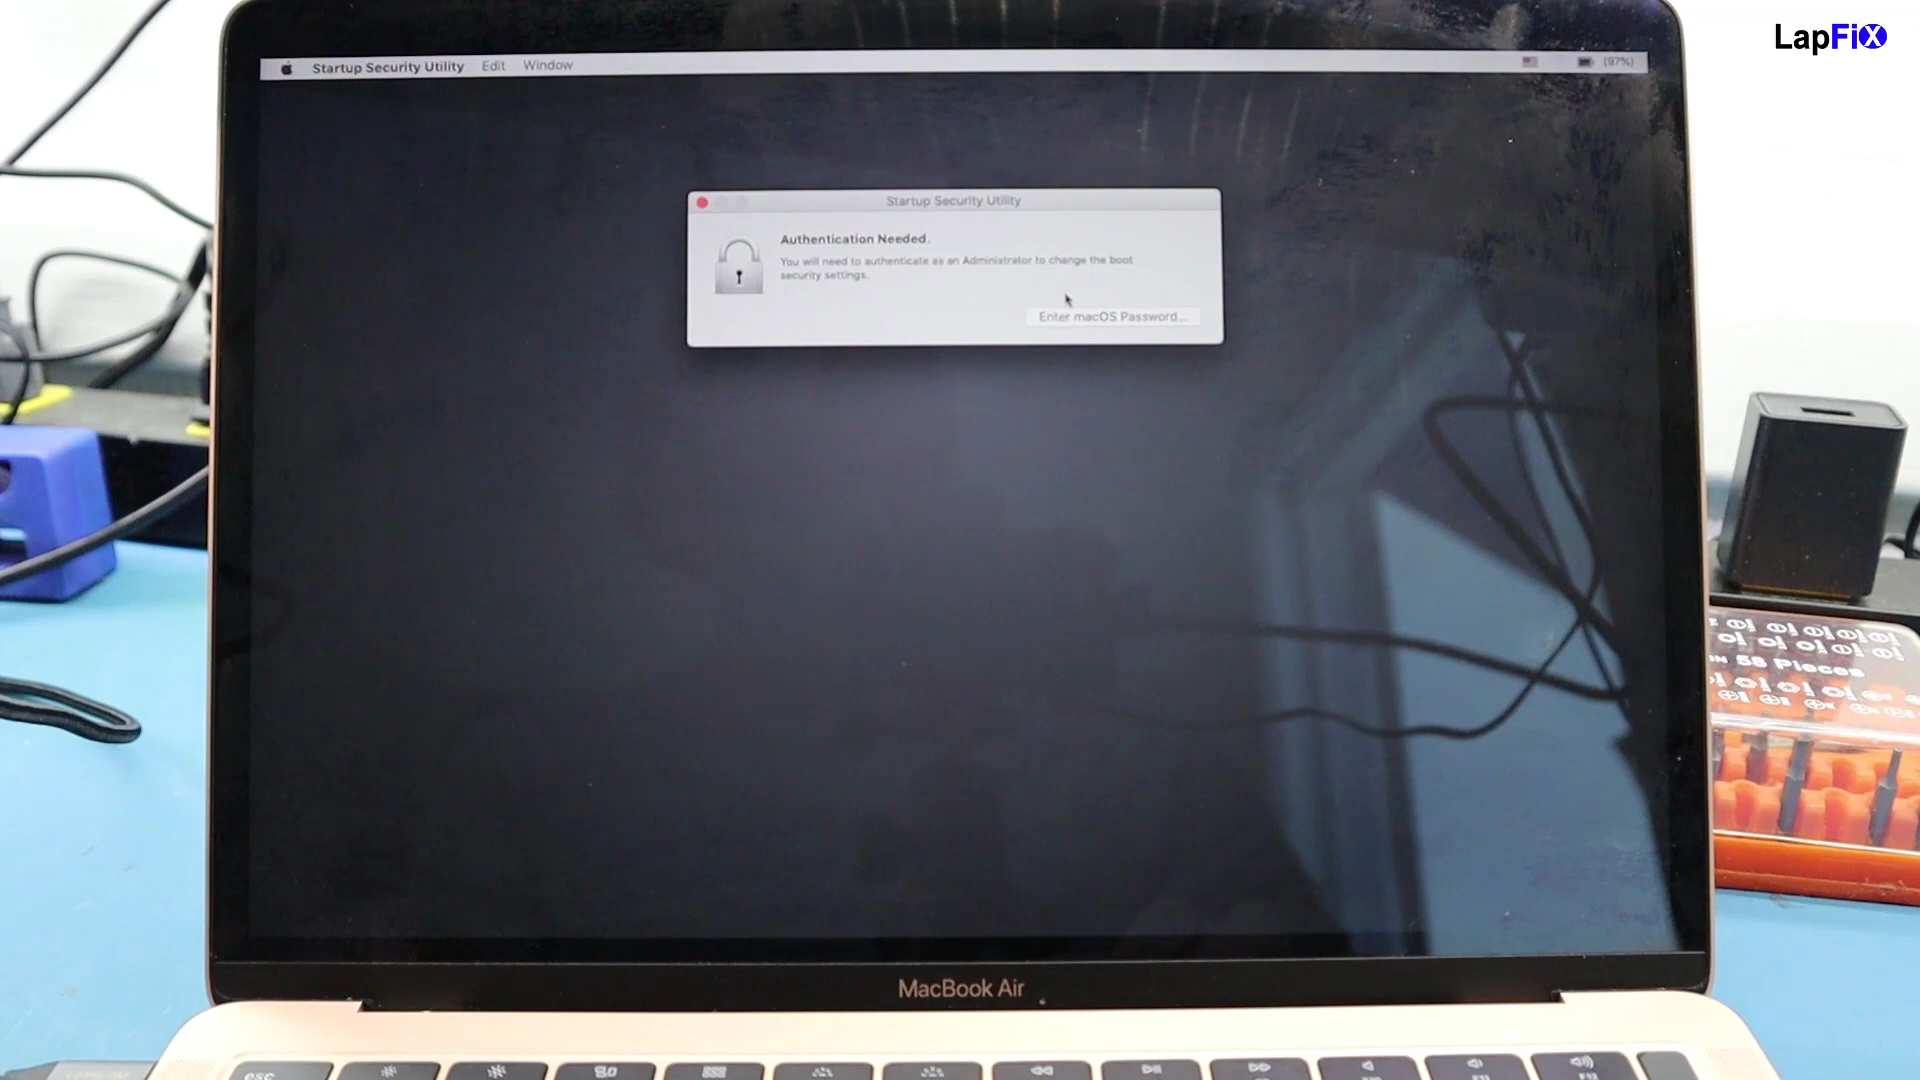 LapFiX
Startup Security Utility Edit Window (97%)
Startup Security Utility
Authentication Needed.
You will need to authenticate as an Administrator to change the boot
security settings.
Enter macOS Password...
58 Pieces
MacBook Air
esc